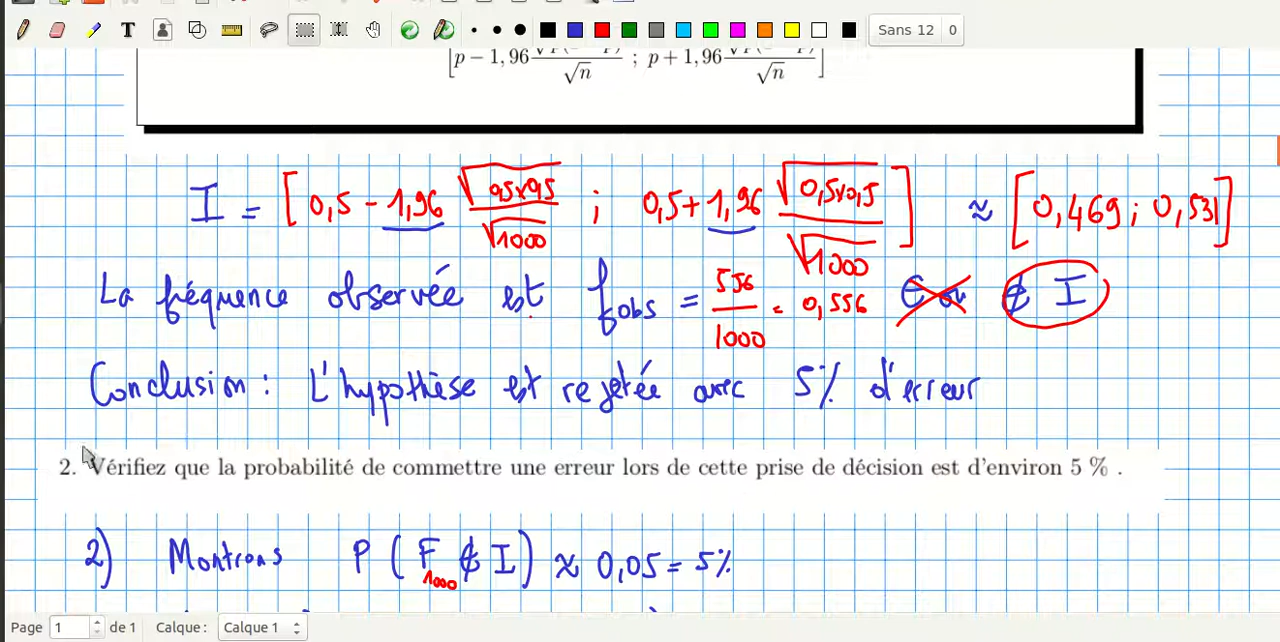 T Sans 12 0
[p − 1,96 √p(1−p)/√n ; p + 1,96 √p(1−p)/√n]
I = [0,5 − 1,96 √0,5×0,5/√1000 ; 0,5 + 1,96 √0,5×0,5/√1000] ≈ [0,469 ; 0,531]
La fréquence observée est f obs = 556/1000 = 0,556 ∈ ou ∉ I
Conclusion : L'hypothèse est rejetée avec 5% d'erreur
2. Vérifiez que la probabilité de commettre une erreur lors de cette prise de décision est d'environ 5 % .
2) Montrons P ( F1000 ∉ I ) ≈ 0,05 = 5%
Page 1 de 1 Calque : Calque 1